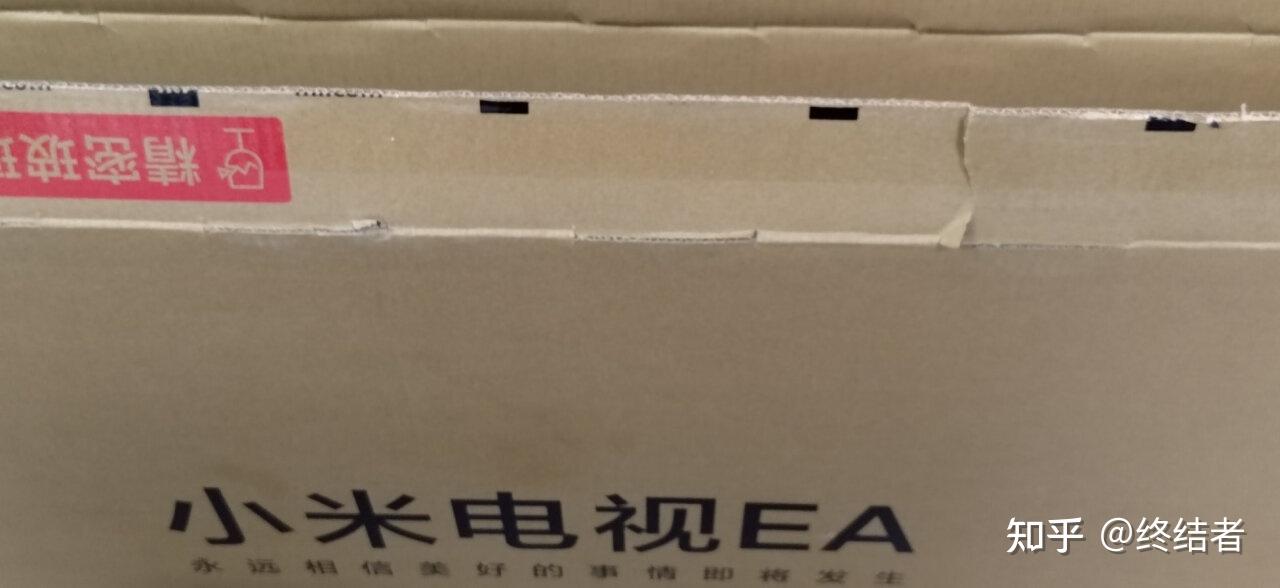 精密玻
小米电视EA
永远相信美好的事情即将发生
知乎 @终结者